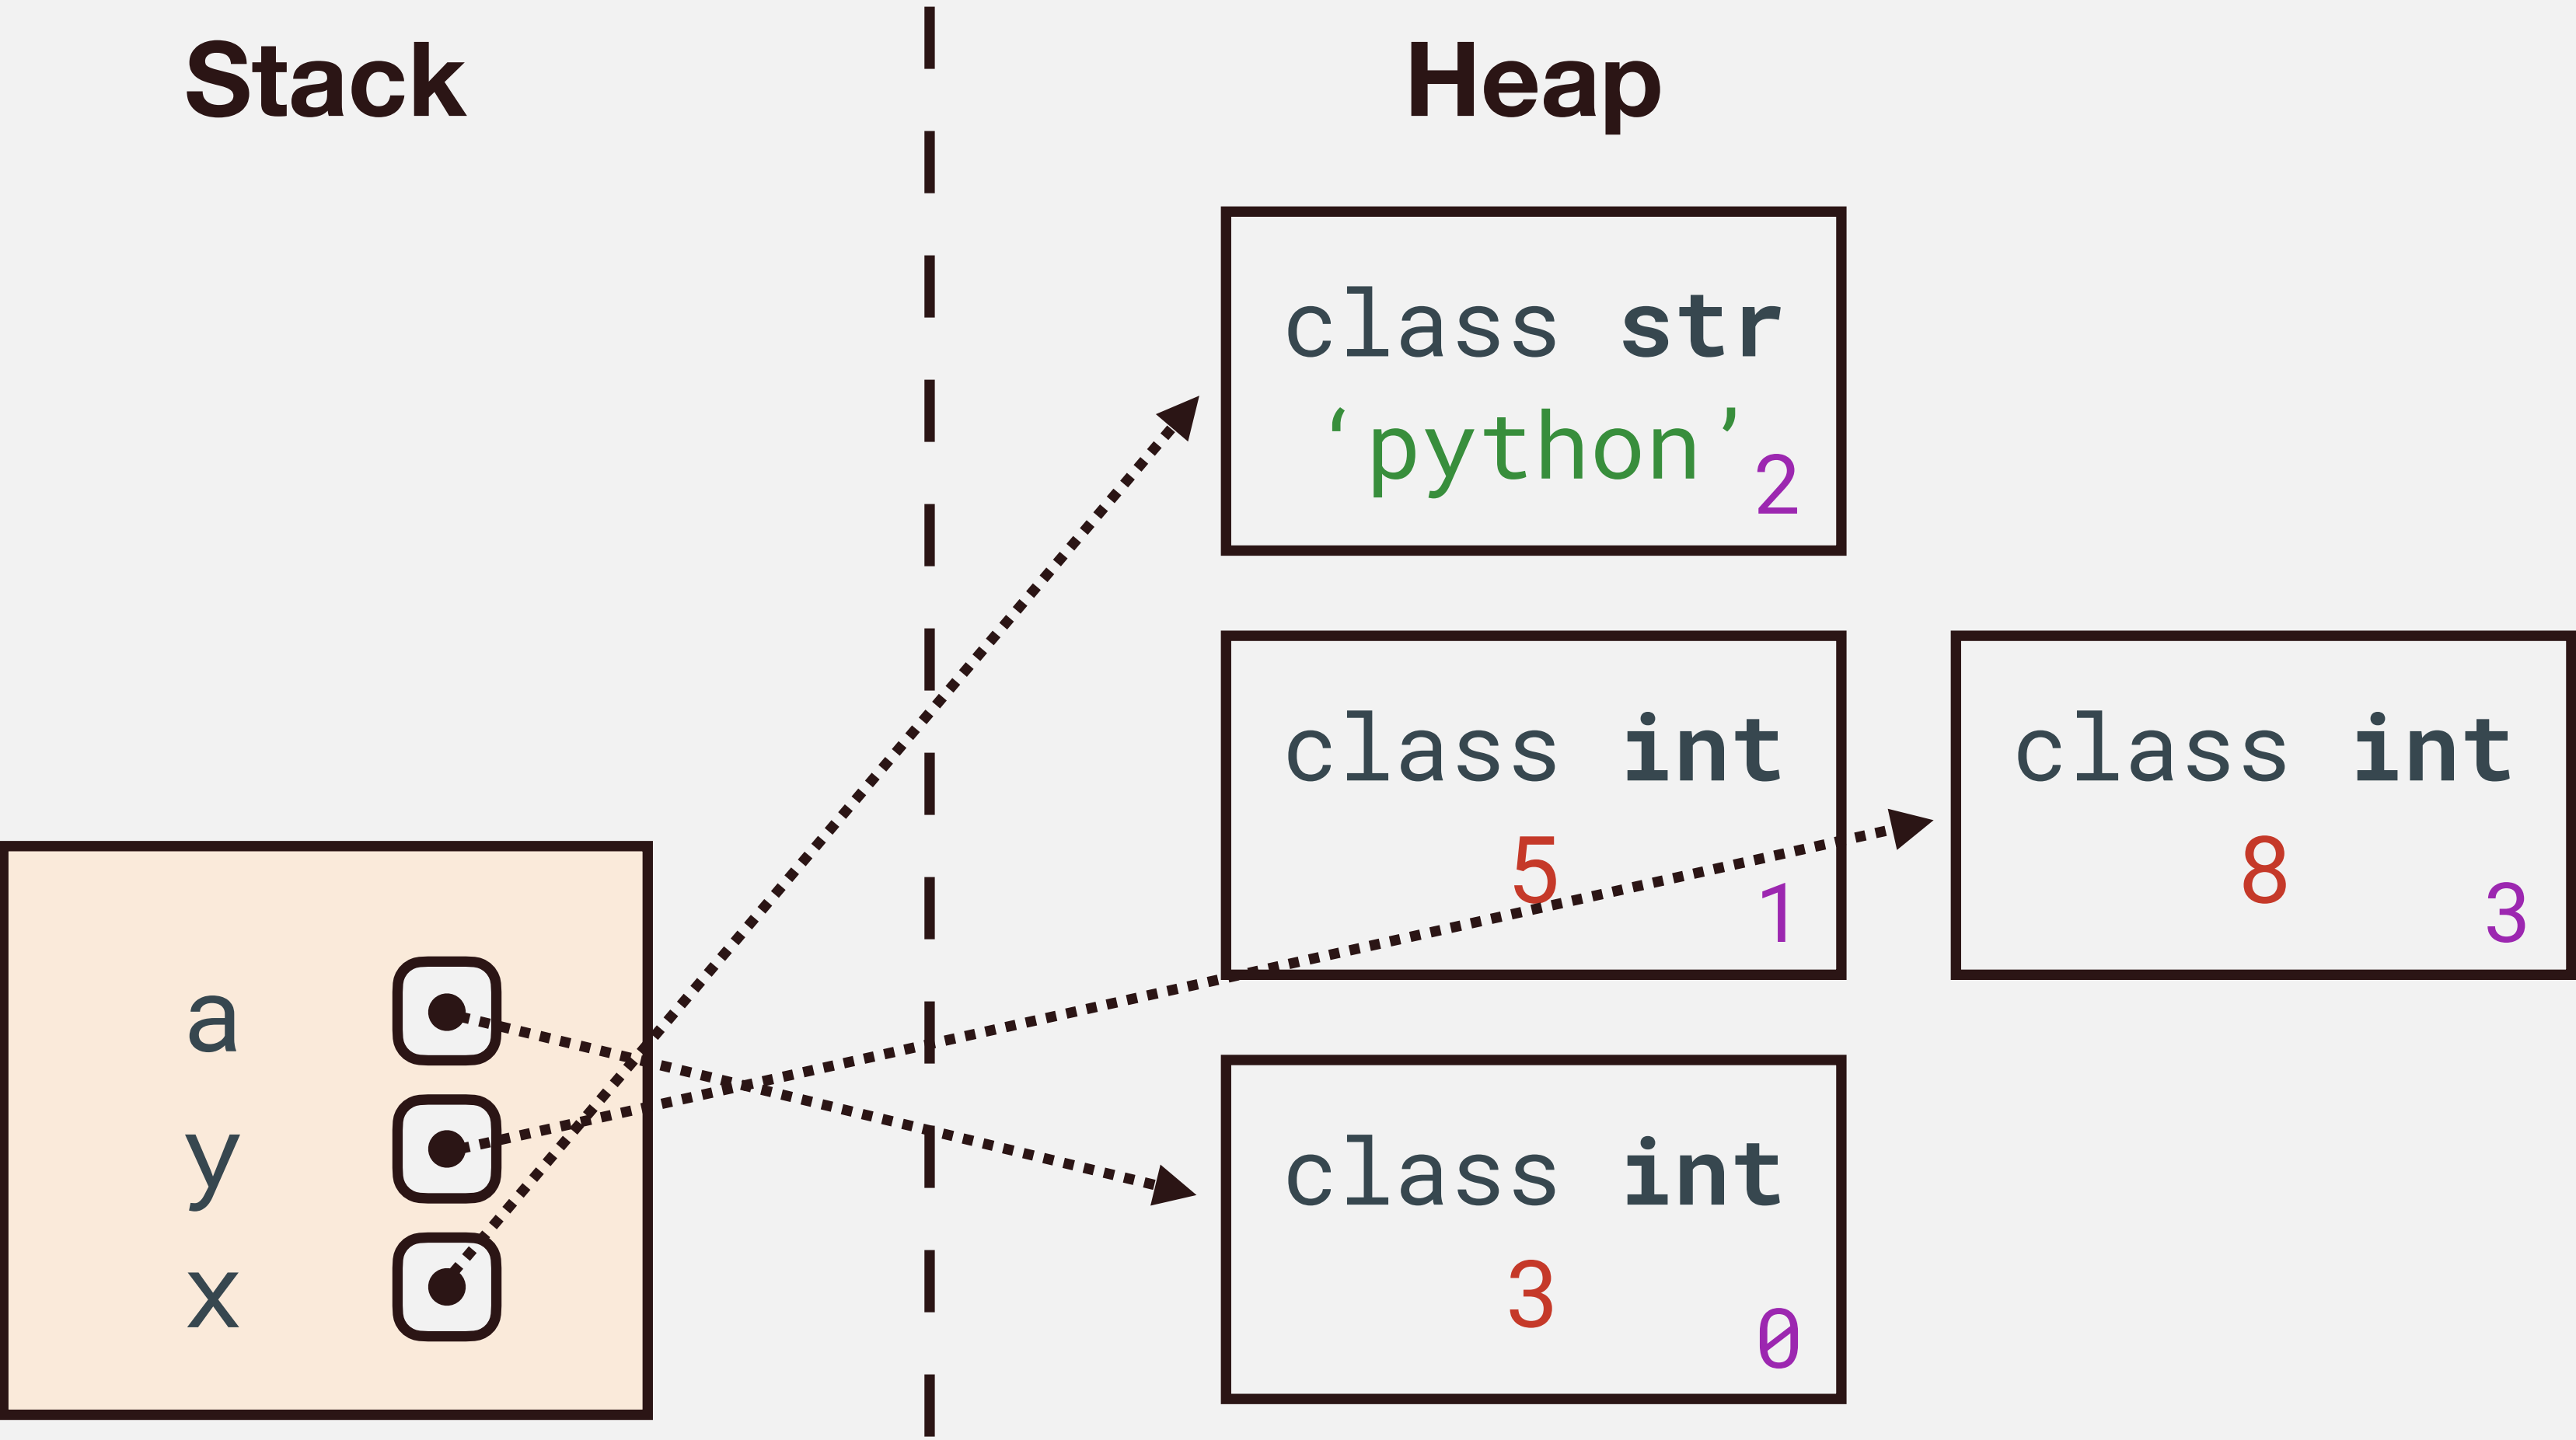 Stack
Heap
class str
‘python’
2
class int
5
1
class int
8
3
a
y
x
class int
3
0